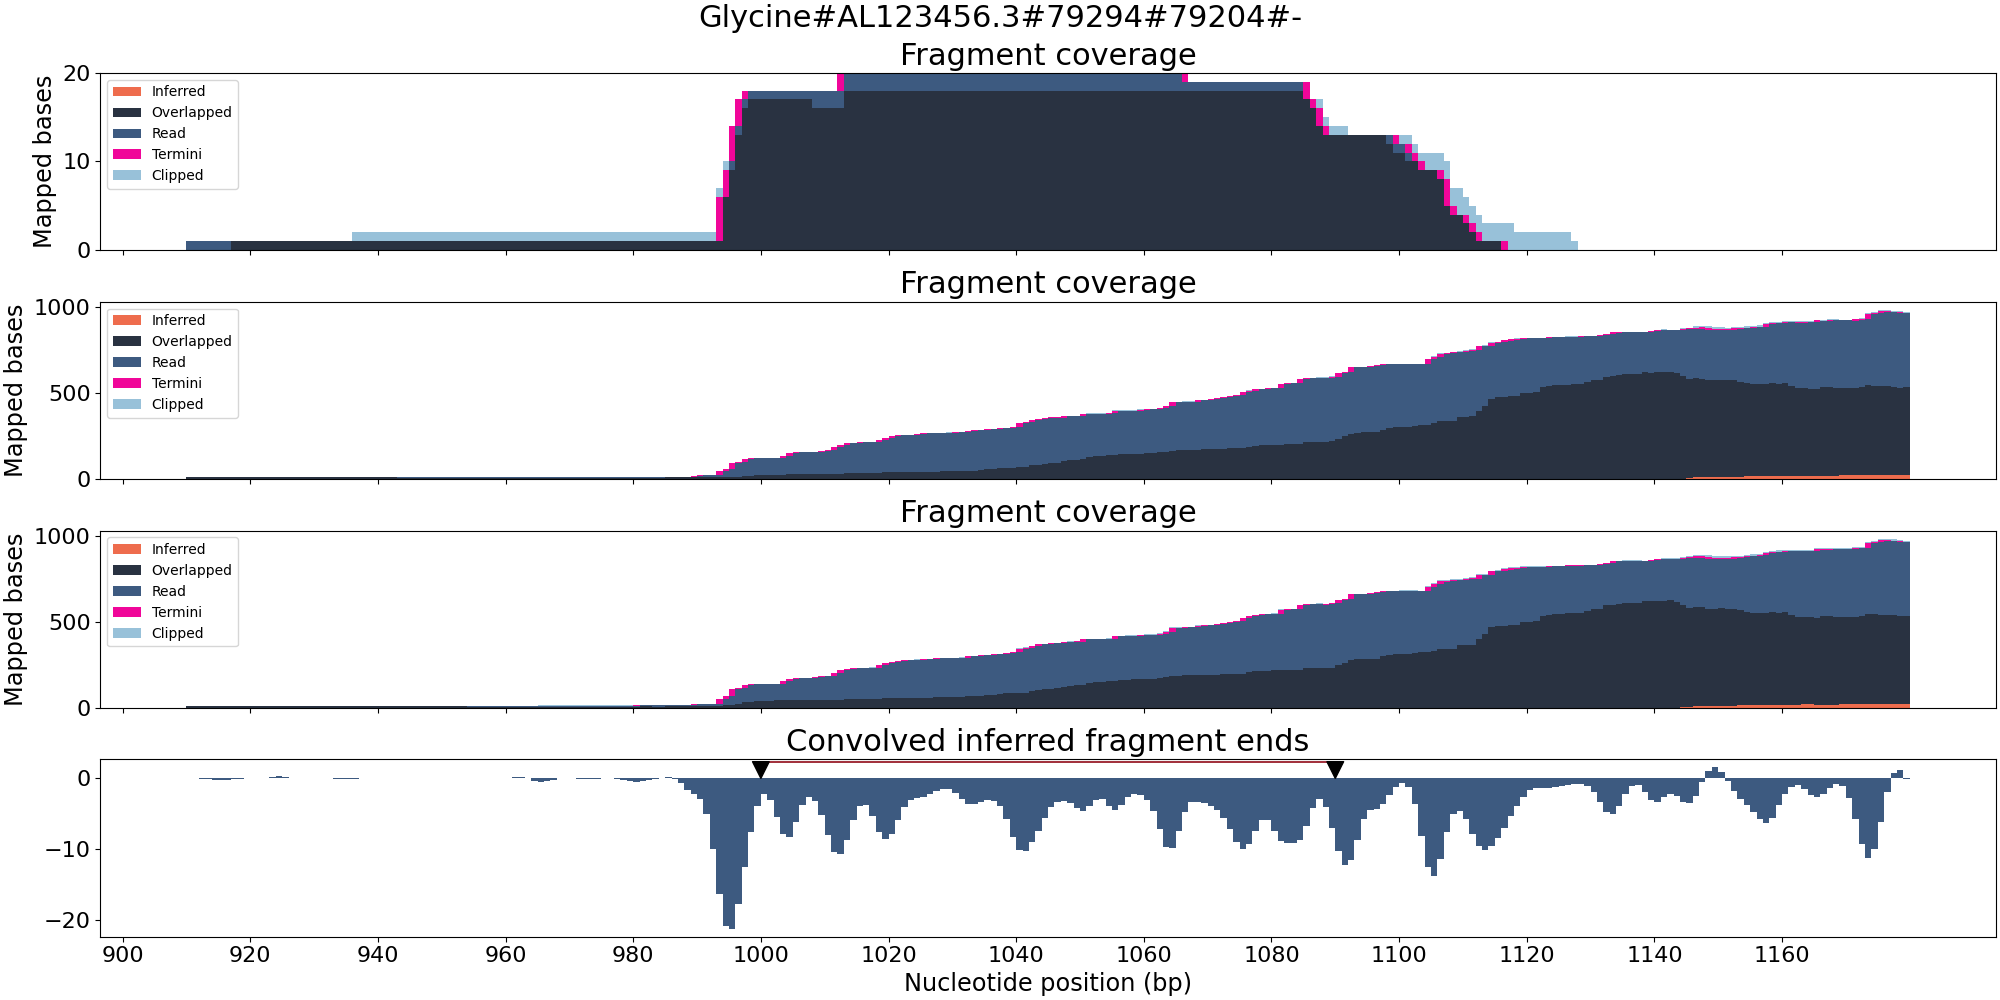 Glycine#AL123456.3#79294#79204#-
Fragment coverage
Mapped bases
20
10
0
Inferred
Overlapped
Read
Termini
Clipped
Fragment coverage
Mapped bases
1000
500
0
Inferred
Overlapped
Read
Termini
Clipped
Fragment coverage
Mapped bases
1000
500
0
Inferred
Overlapped
Read
Termini
Clipped
Convolved inferred fragment ends
0
−10
−20
900 920 940 960 980 1000 1020 1040 1060 1080 1100 1120 1140 1160
Nucleotide position (bp)